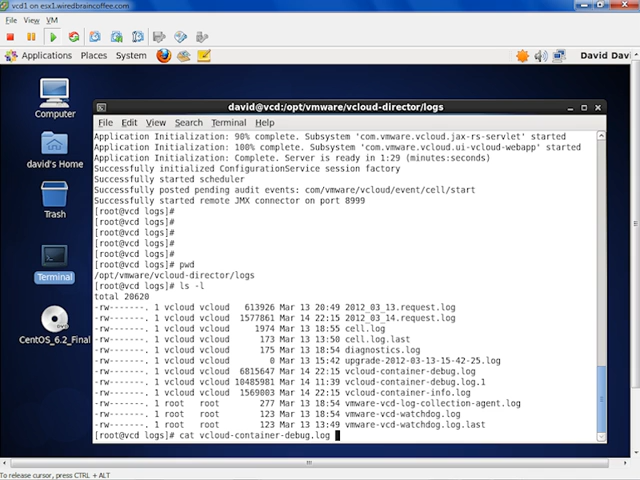 vcd1 on esx1.wiredbraincoffee.com
File View VM
Applications Places System David Dav
Computer
david's Home
Trash
Terminal
CentOS_6.2_Final
david@vcd:/opt/vmware/vcloud-director/logs
File Edit View Search Terminal Help
Application Initialization: 90% complete. Subsystem 'com.vmware.vcloud.jax-rs-servlet' started
Application Initialization: 100% complete. Subsystem 'com.vmware.vcloud.ui-vcloud-webapp' started
Application Initialization: Complete. Server is ready in 1:29 (minutes:seconds)
Successfully initialized ConfigurationService session factory
Successfully started scheduler
Successfully posted pending audit events: com/vmware/vcloud/event/cell/start
Successfully started remote JMX connector on port 8999
[root@vcd logs]#
[root@vcd logs]#
[root@vcd logs]#
[root@vcd logs]#
[root@vcd logs]#
[root@vcd logs]# pwd
/opt/vmware/vcloud-director/logs
[root@vcd logs]# ls -l
total 20620
-rw-------. 1 vcloud vcloud 613926 Mar 13 20:49 2012_03_13.request.log
-rw-------. 1 vcloud vcloud 1577861 Mar 14 22:15 2012_03_14.request.log
-rw-------. 1 vcloud vcloud 1974 Mar 13 18:55 cell.log
-rw-------. 1 vcloud vcloud 173 Mar 13 13:50 cell.log.last
-rw-------. 1 vcloud vcloud 175 Mar 13 18:54 diagnostics.log
-rw-------. 1 vcloud vcloud 0 Mar 13 15:42 upgrade-2012-03-13-15-42-25.log
-rw-------. 1 vcloud vcloud 6815647 Mar 14 22:15 vcloud-container-debug.log
-rw-------. 1 vcloud vcloud 10485981 Mar 14 11:39 vcloud-container-debug.log.1
-rw-------. 1 vcloud vcloud 1569003 Mar 14 22:15 vcloud-container-info.log
-rw-------. 1 root root 277 Mar 13 18:54 vmware-vcd-log-collection-agent.log
-rw-------. 1 root root 123 Mar 13 18:54 vmware-vcd-watchdog.log
-rw-------. 1 root root 123 Mar 13 13:49 vmware-vcd-watchdog.log.last
[root@vcd logs]# cat vcloud-container-debug.log
To release cursor, press CTRL + ALT